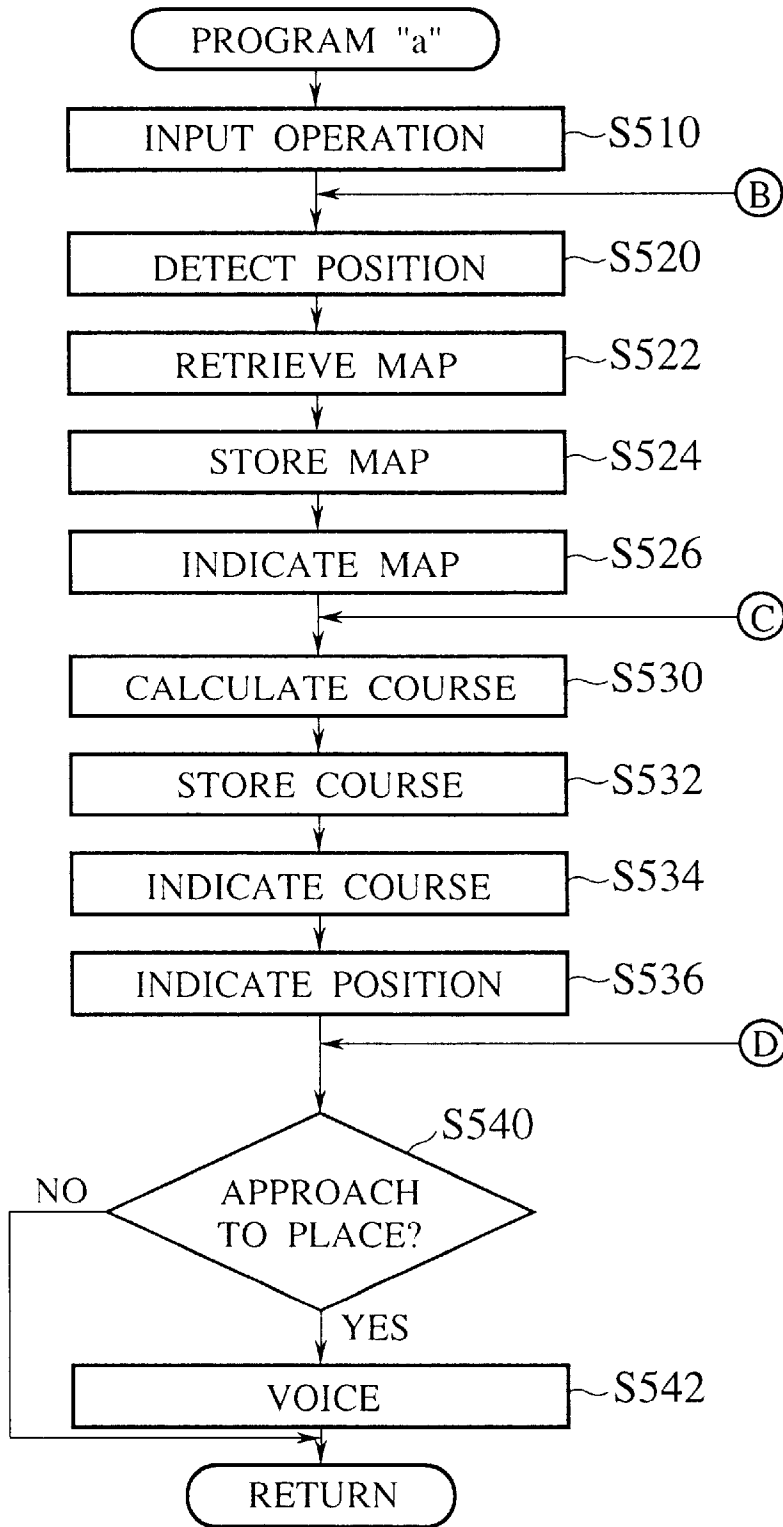 PROGRAM "a"
INPUT OPERATION
S510
B
DETECT POSITION
S520
RETRIEVE MAP
S522
STORE MAP
S524
INDICATE MAP
S526
C
CALCULATE COURSE
S530
STORE COURSE
S532
INDICATE COURSE
S534
INDICATE POSITION
S536
D
S540
NO
APPROACH
TO PLACE?
YES
VOICE
S542
RETURN